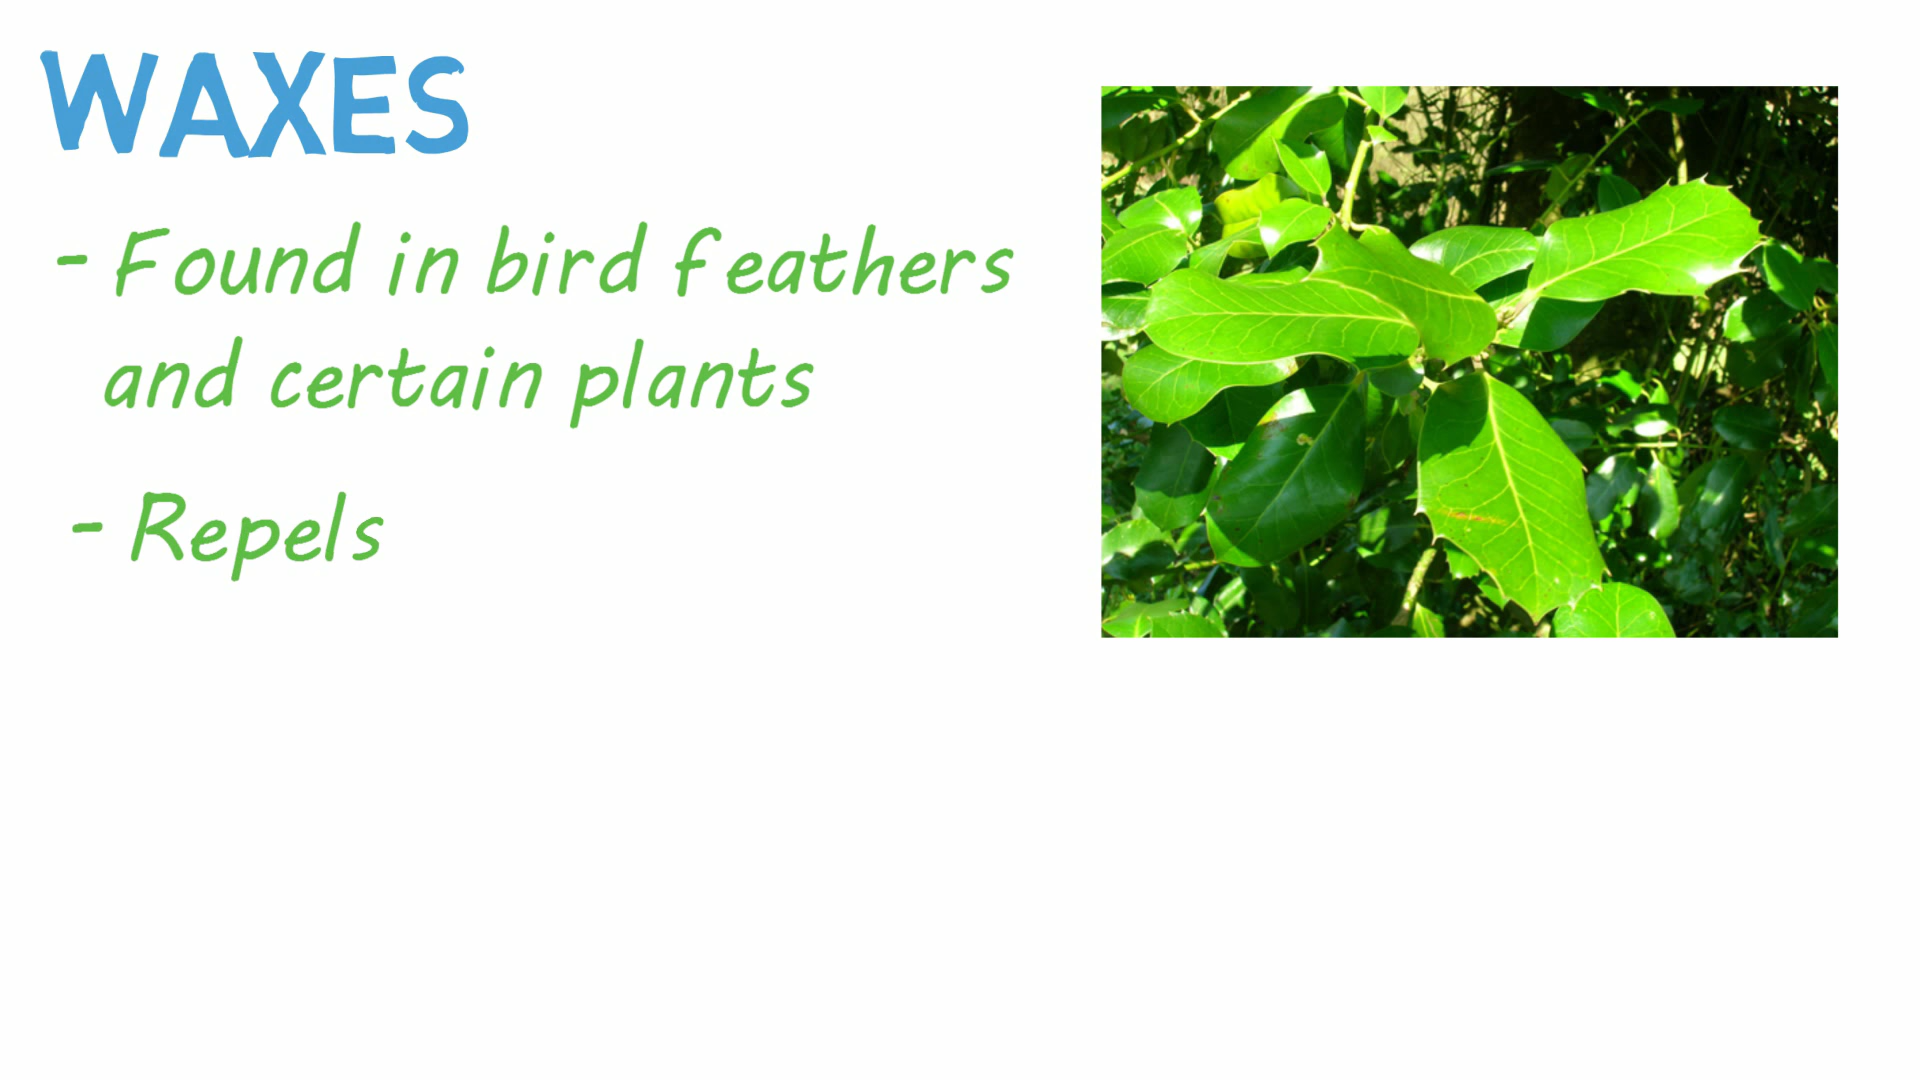 WAXES
- Found in bird feathers
and certain plants
- Repels